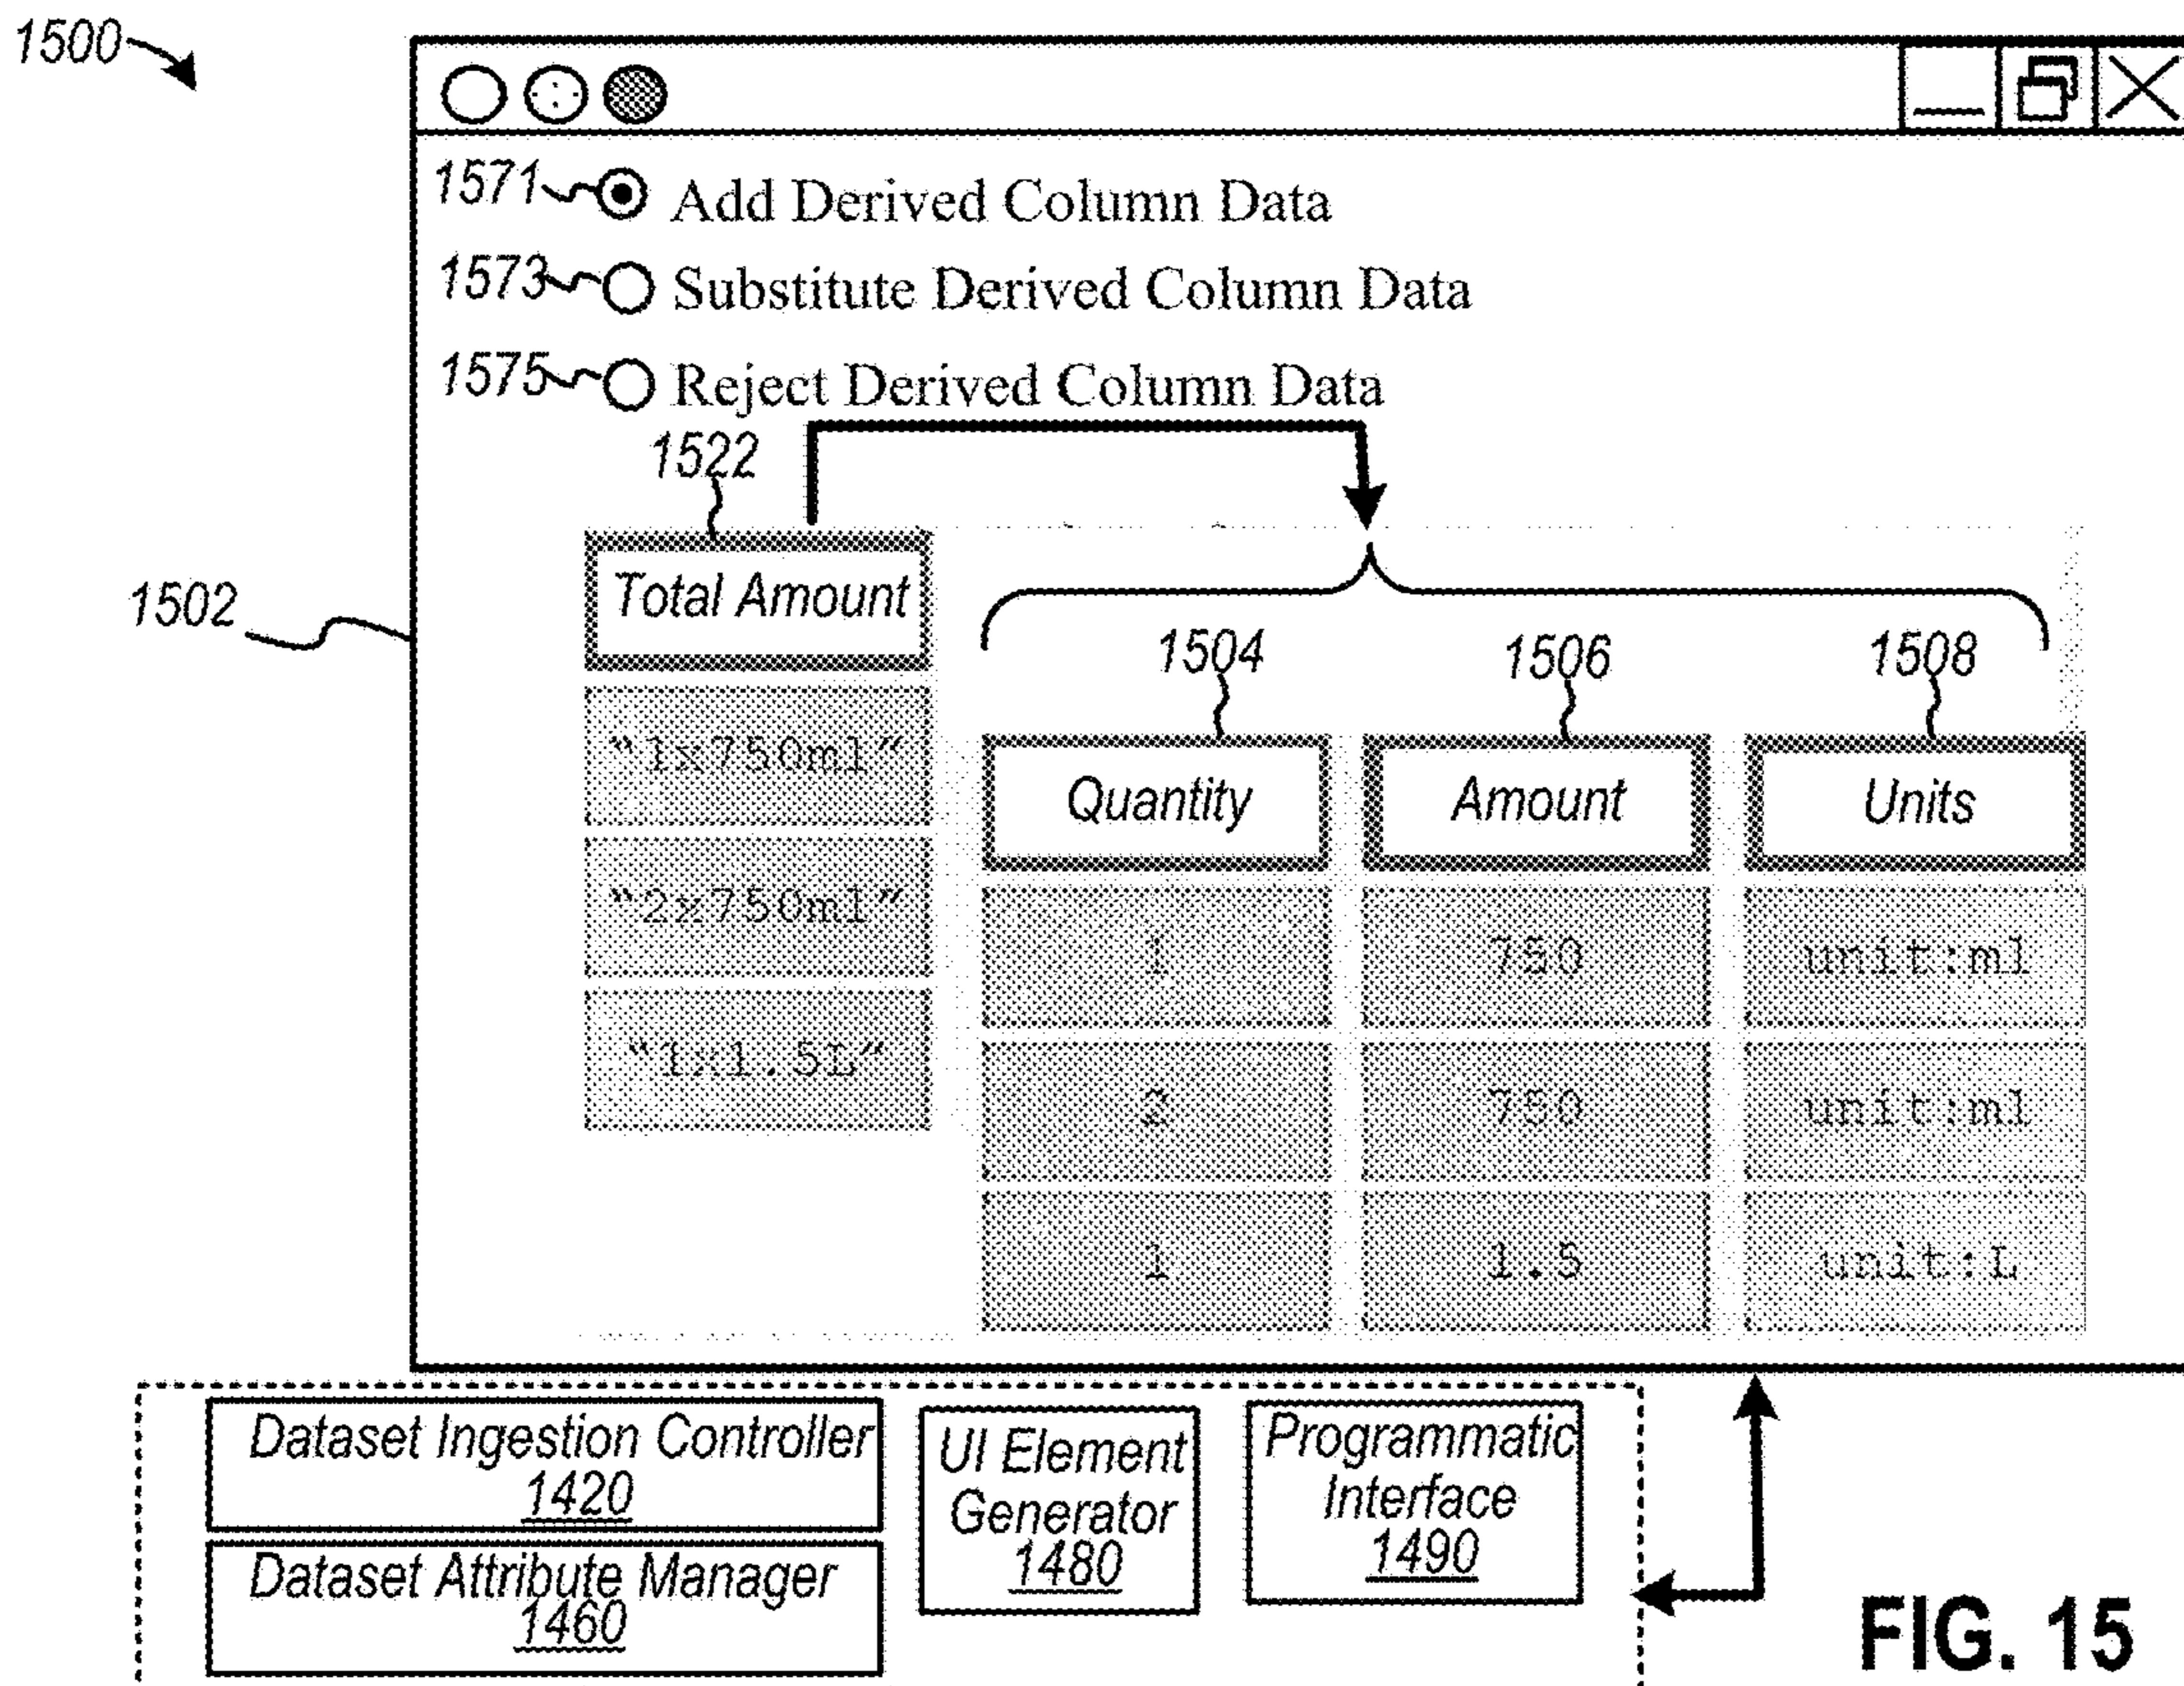 1500
1571 Add Derived Column Data
1573 Substitute Derived Column Data
1575 Reject Derived Column Data
1522
1502
Total Amount
"1x750ml"
"2x750ml"
"1x1.5L"
1504 1506 1508
Quantity Amount Units
1 750 unit:ml
2 750 unit:ml
1 1.5 unit:L
Dataset Ingestion Controller
1420
Dataset Attribute Manager
1460
UI Element
Generator
1480
Programmatic
Interface
1490
FIG. 15